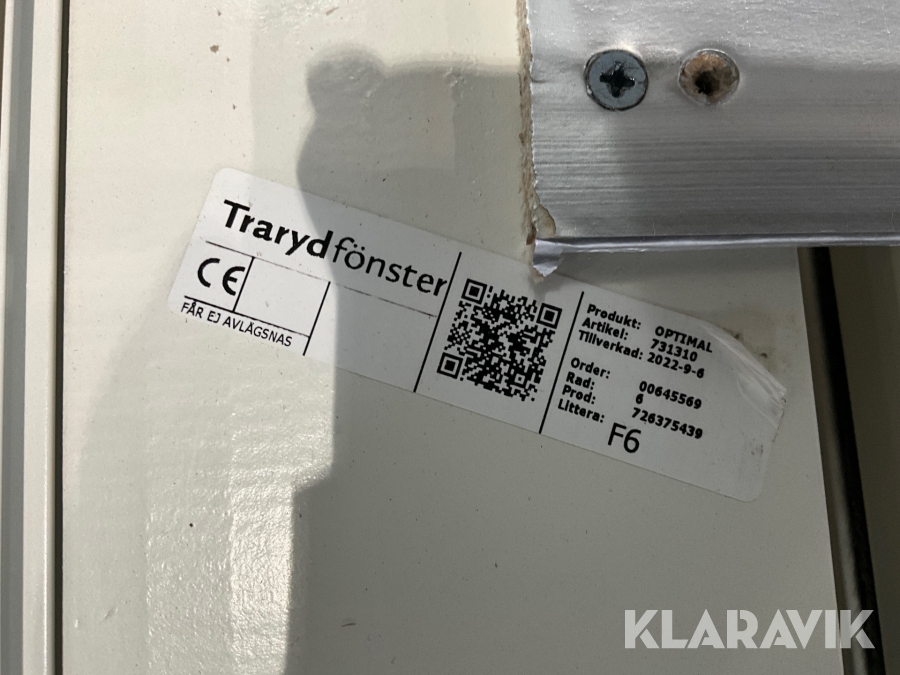 Trarydfönster
CE
FÅR EJ AVLÄGSNAS
Produkt: OPTIMAL
Artikel: 731310
Tillverkad: 2022-9-6
Order: 00645569
Rad: 6
Prod: 726375439
Littera: F6
KLARAVIK